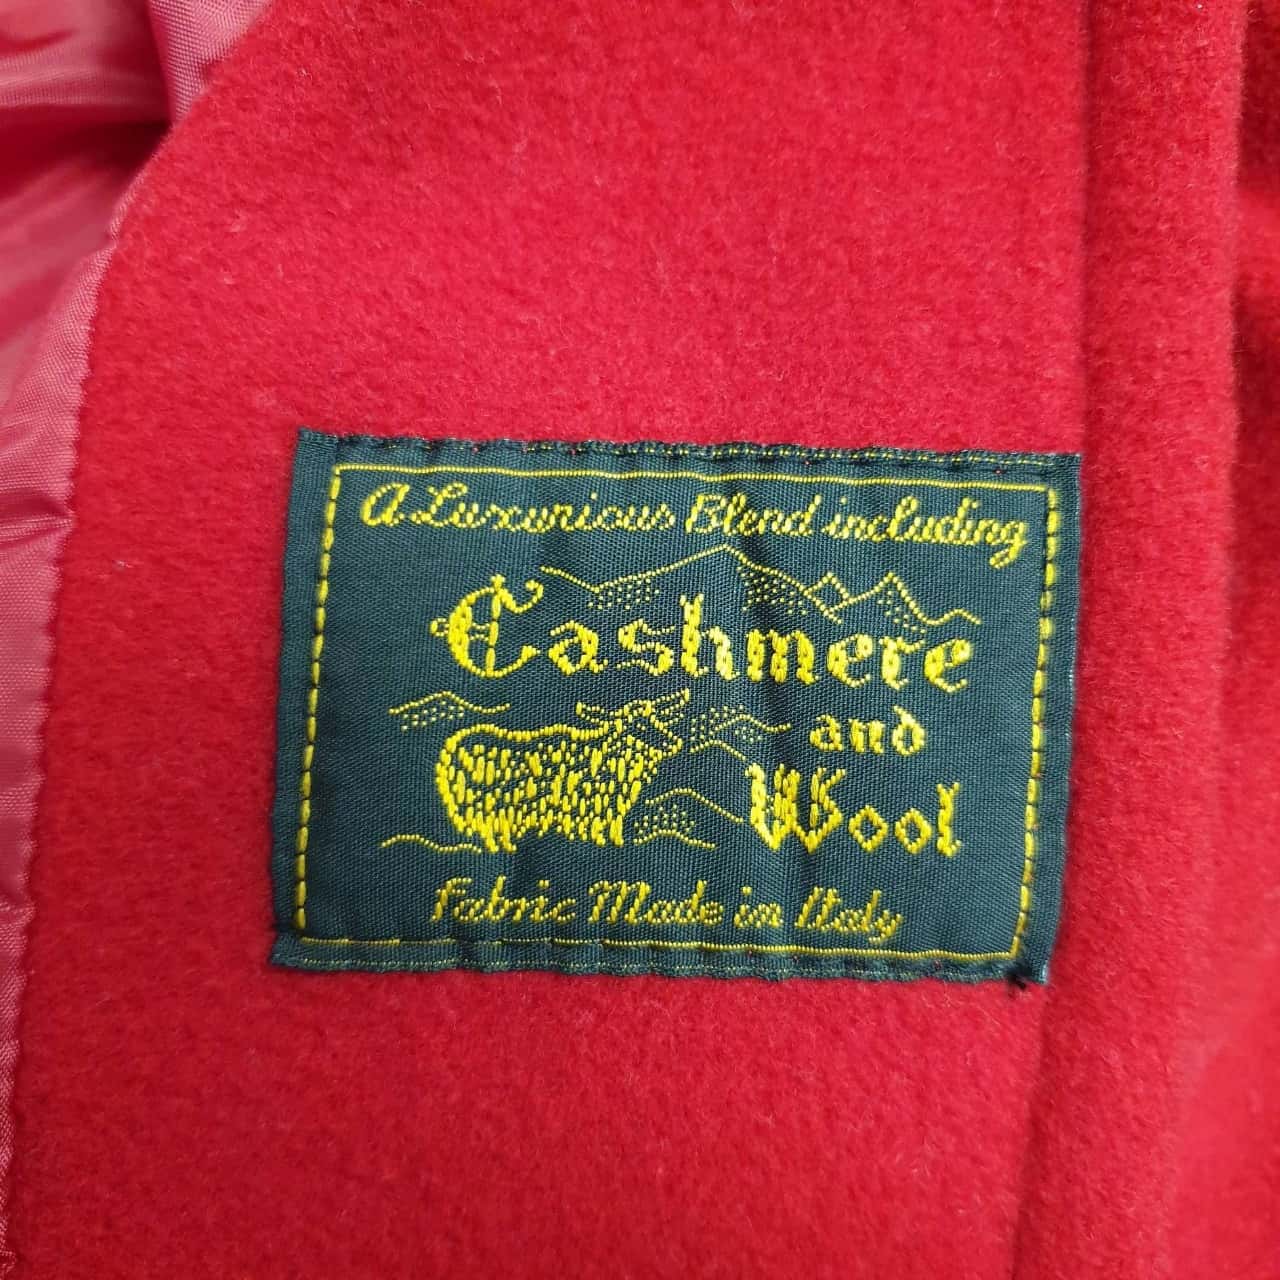 A Luxurious Blend including
Cashmere
and
Wool
Fabric Made in Italy